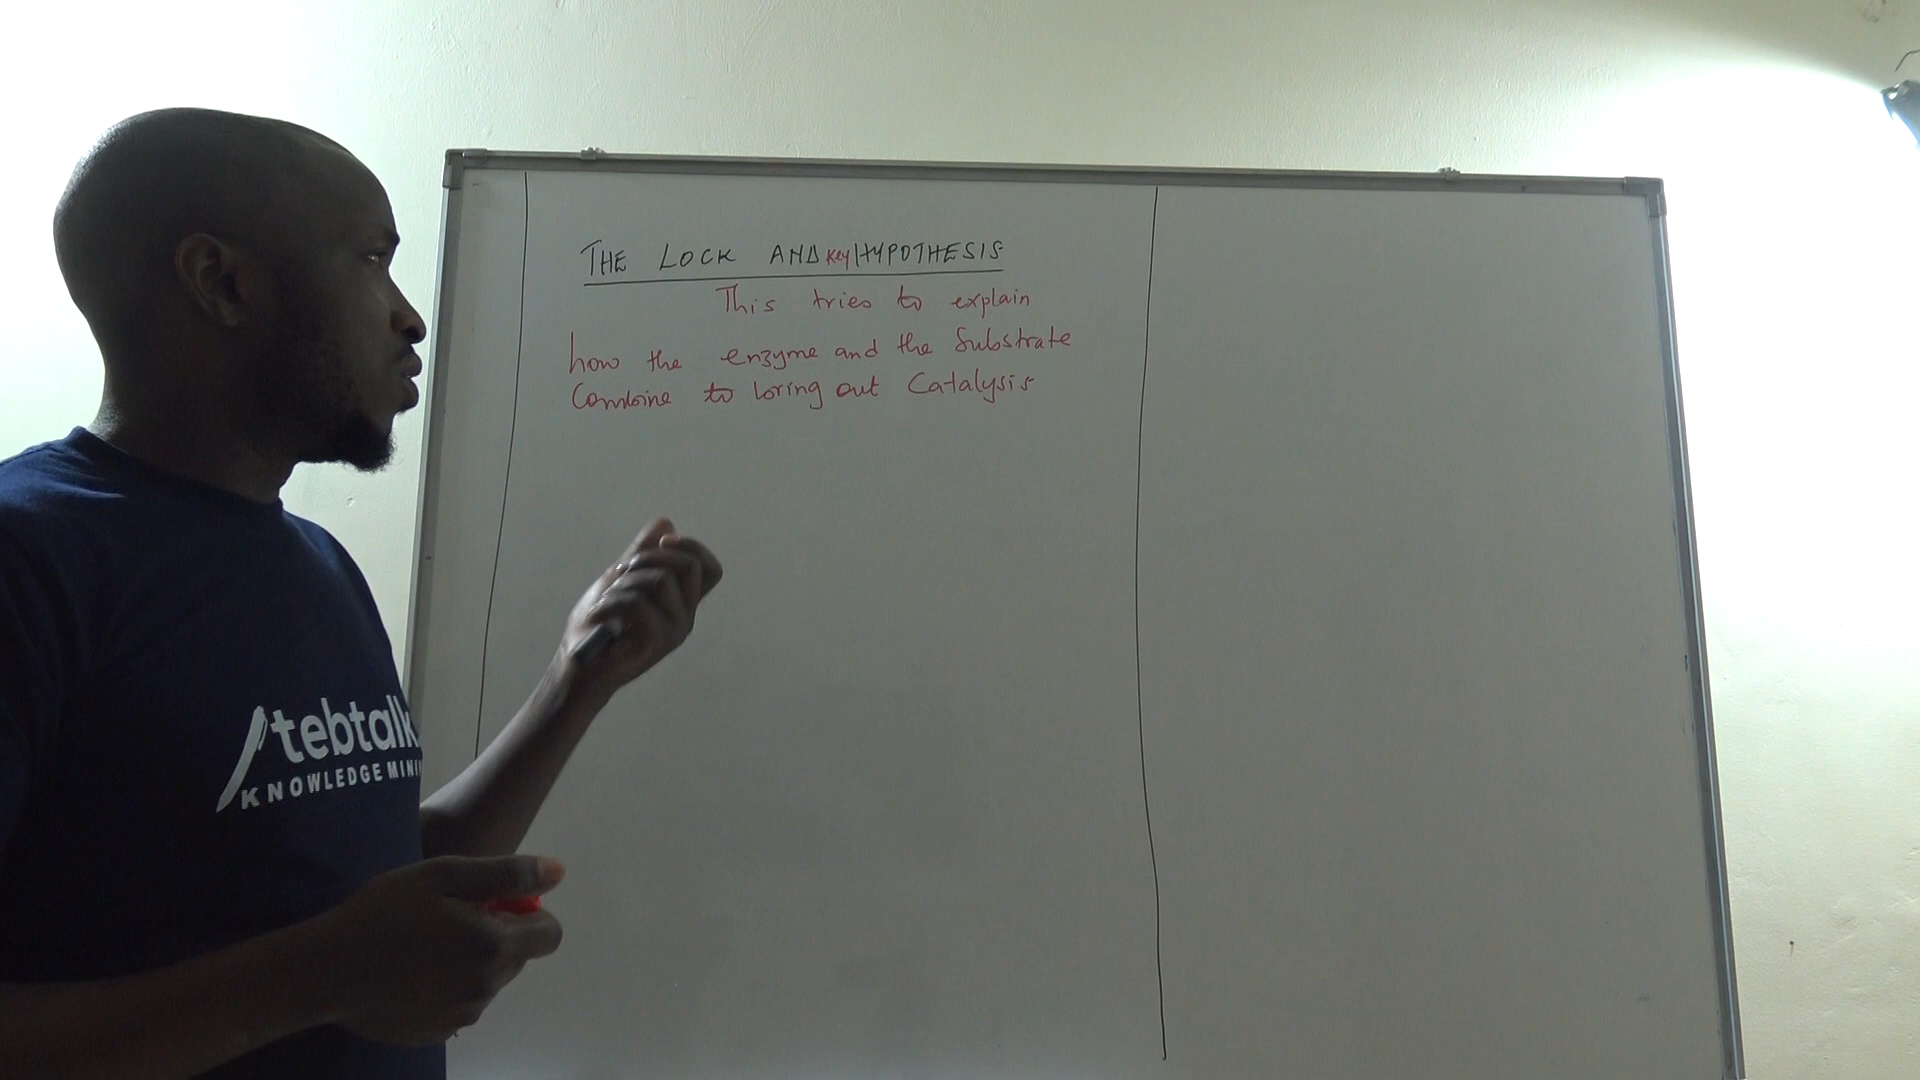 THE LOCK AND key HYPOTHESIS
This tries to explain
how the enzyme and the Substrate
Combine to bring out Catalysis
tebtalk
KNOWLEDGE MIN